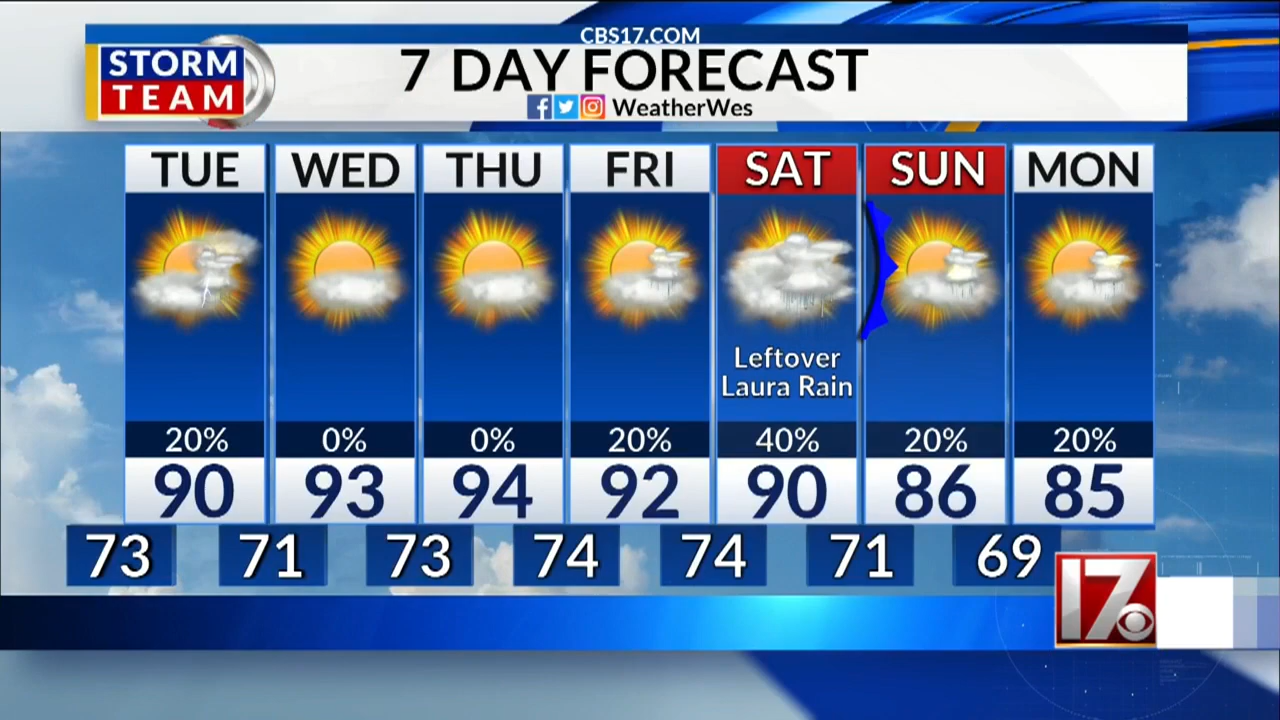 CBS17.COM
STORM
TEAM
7 DAY FORECAST
WeatherWes
TUE WED THU FRI SAT SUN MON
Leftover
Laura Rain
20% 0% 0% 20% 40% 20% 20%
90 93 94 92 90 86 85
73 71 73 74 74 71 69
17